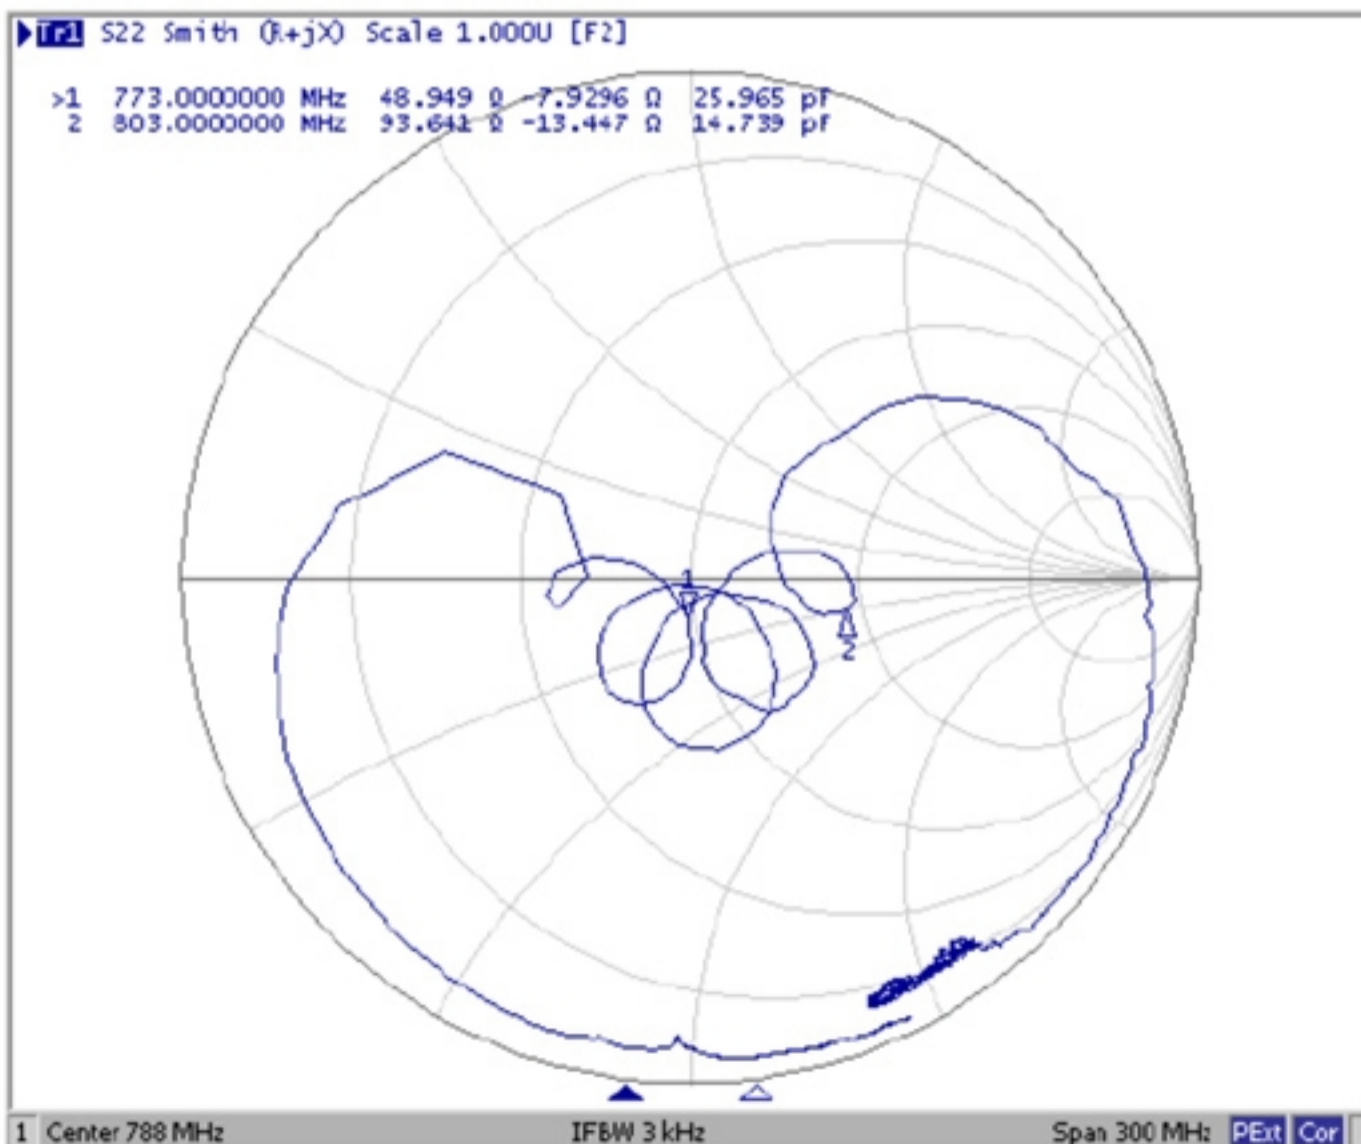 Tr1 S22 Smith (R+jX) Scale 1.000U [F2]
>1 773.0000000 MHz 48.949 Ω -7.9296 Ω 25.965 pF
2 803.0000000 MHz 93.641 Ω -13.447 Ω 14.739 pF
1
2
1 Center 788 MHz IFBW 3 kHz Span 300 MHz PExt Cor